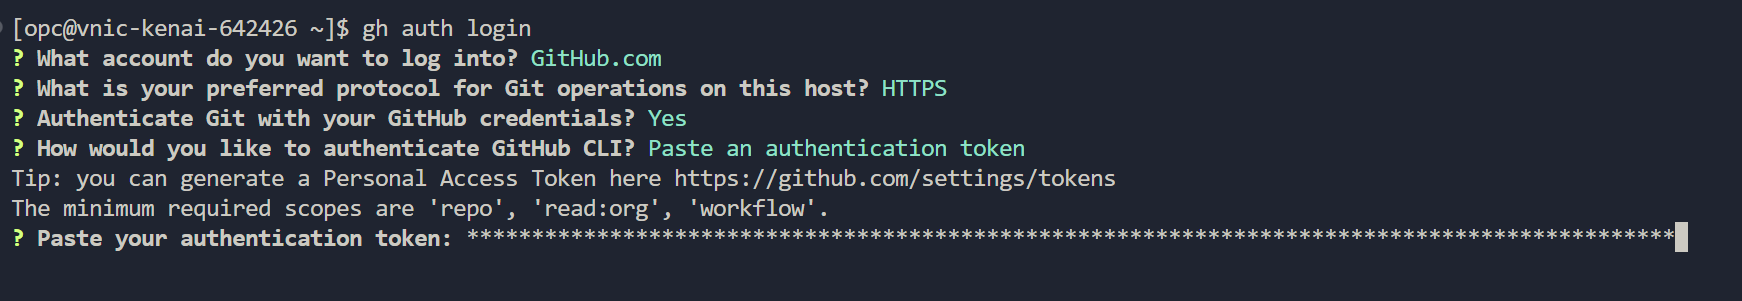 [opc@vnic-kenai-642426 ~]$ gh auth login
? What account do you want to log into? GitHub.com
? What is your preferred protocol for Git operations on this host? HTTPS
? Authenticate Git with your GitHub credentials? Yes
? How would you like to authenticate GitHub CLI? Paste an authentication token
Tip: you can generate a Personal Access Token here https://github.com/settings/tokens
The minimum required scopes are 'repo', 'read:org', 'workflow'.
? Paste your authentication token: *********************************************************************************************